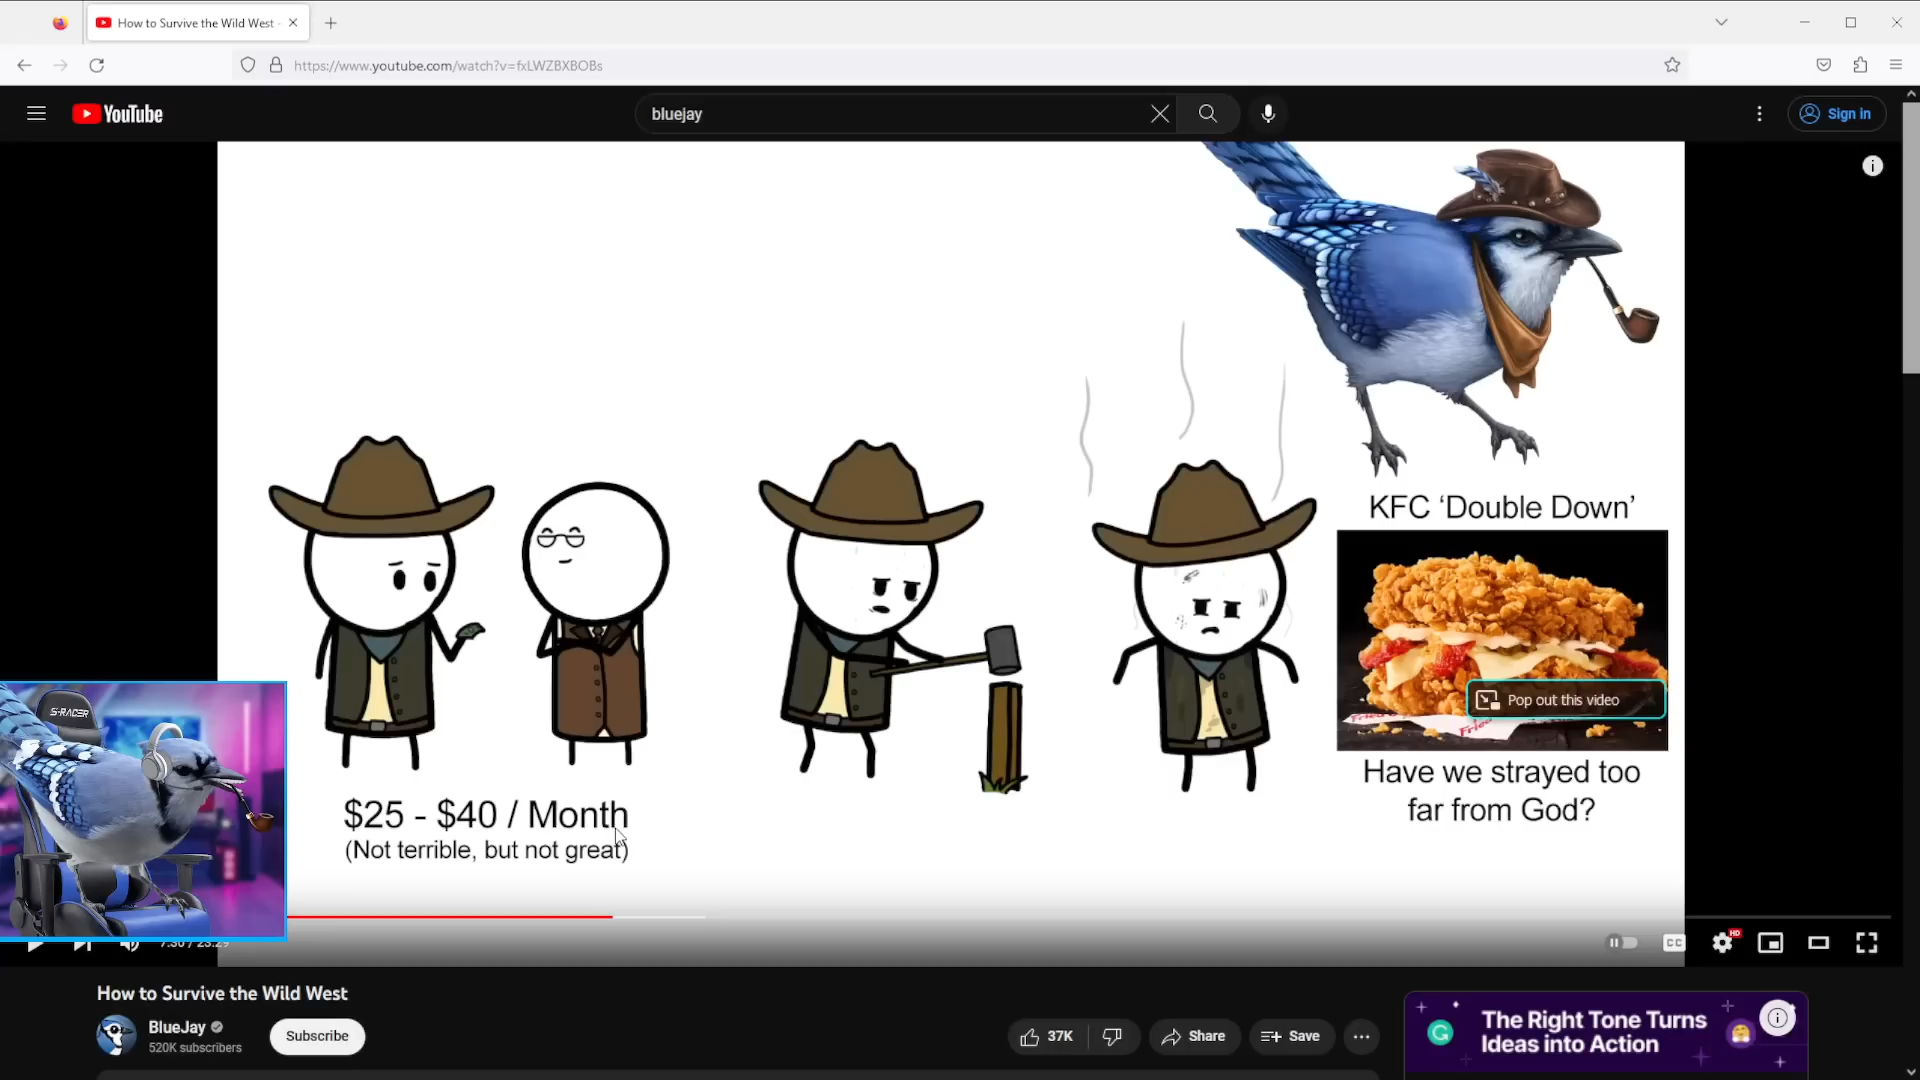 How to Survive the Wild West
https://www.youtube.com/watch?v=fxLWZBXBOBs
YouTube
bluejay
Sign in
KFC ‘Double Down’
Pop out this video
Have we strayed too
far from God?
$25 - $40 / Month
(Not terrible, but not great)
S-RACER
CC
HD
How to Survive the Wild West
BlueJay
520K subscribers
Subscribe
37K
Share
Save
The Right Tone Turns
Ideas into Action